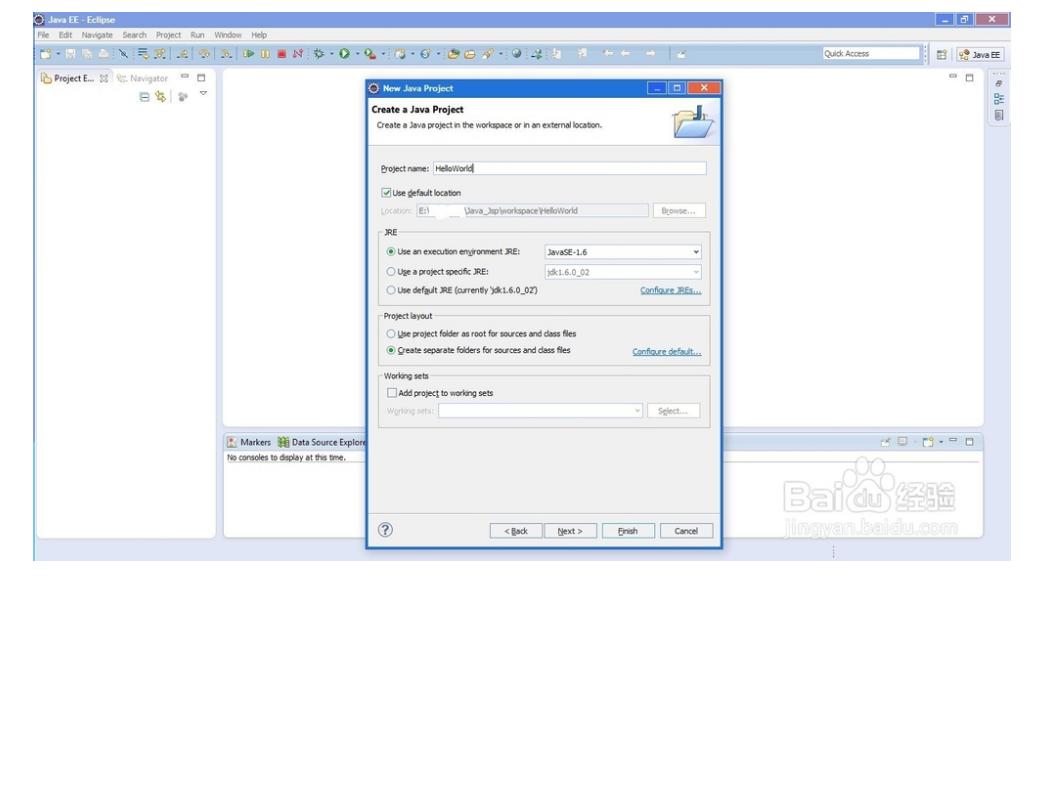 Java EE - Eclipse
File Edit Navigate Search Project Run Window Help
Quick Access
Java EE
Project E... Navigator
New Java Project
Create a Java Project
Create a Java project in the workspace or in an external location.
Project name: HelloWorld
Use default location
Location: E:\ \Java_Jsp\workspace\HelloWorld Browse...
JRE
Use an execution environment JRE: JavaSE-1.6
Use a project specific JRE: jdk1.6.0_02
Use default JRE (currently 'jdk1.6.0_02') Configure JREs...
Project layout
Use project folder as root for sources and class files
Create separate folders for sources and class files Configure default...
Working sets
Add project to working sets
Working sets: Select...
Markers Data Source Explore
No consoles to display at this time.
< Back Next > Finish Cancel
Baidu 经验
jingyan.baidu.com